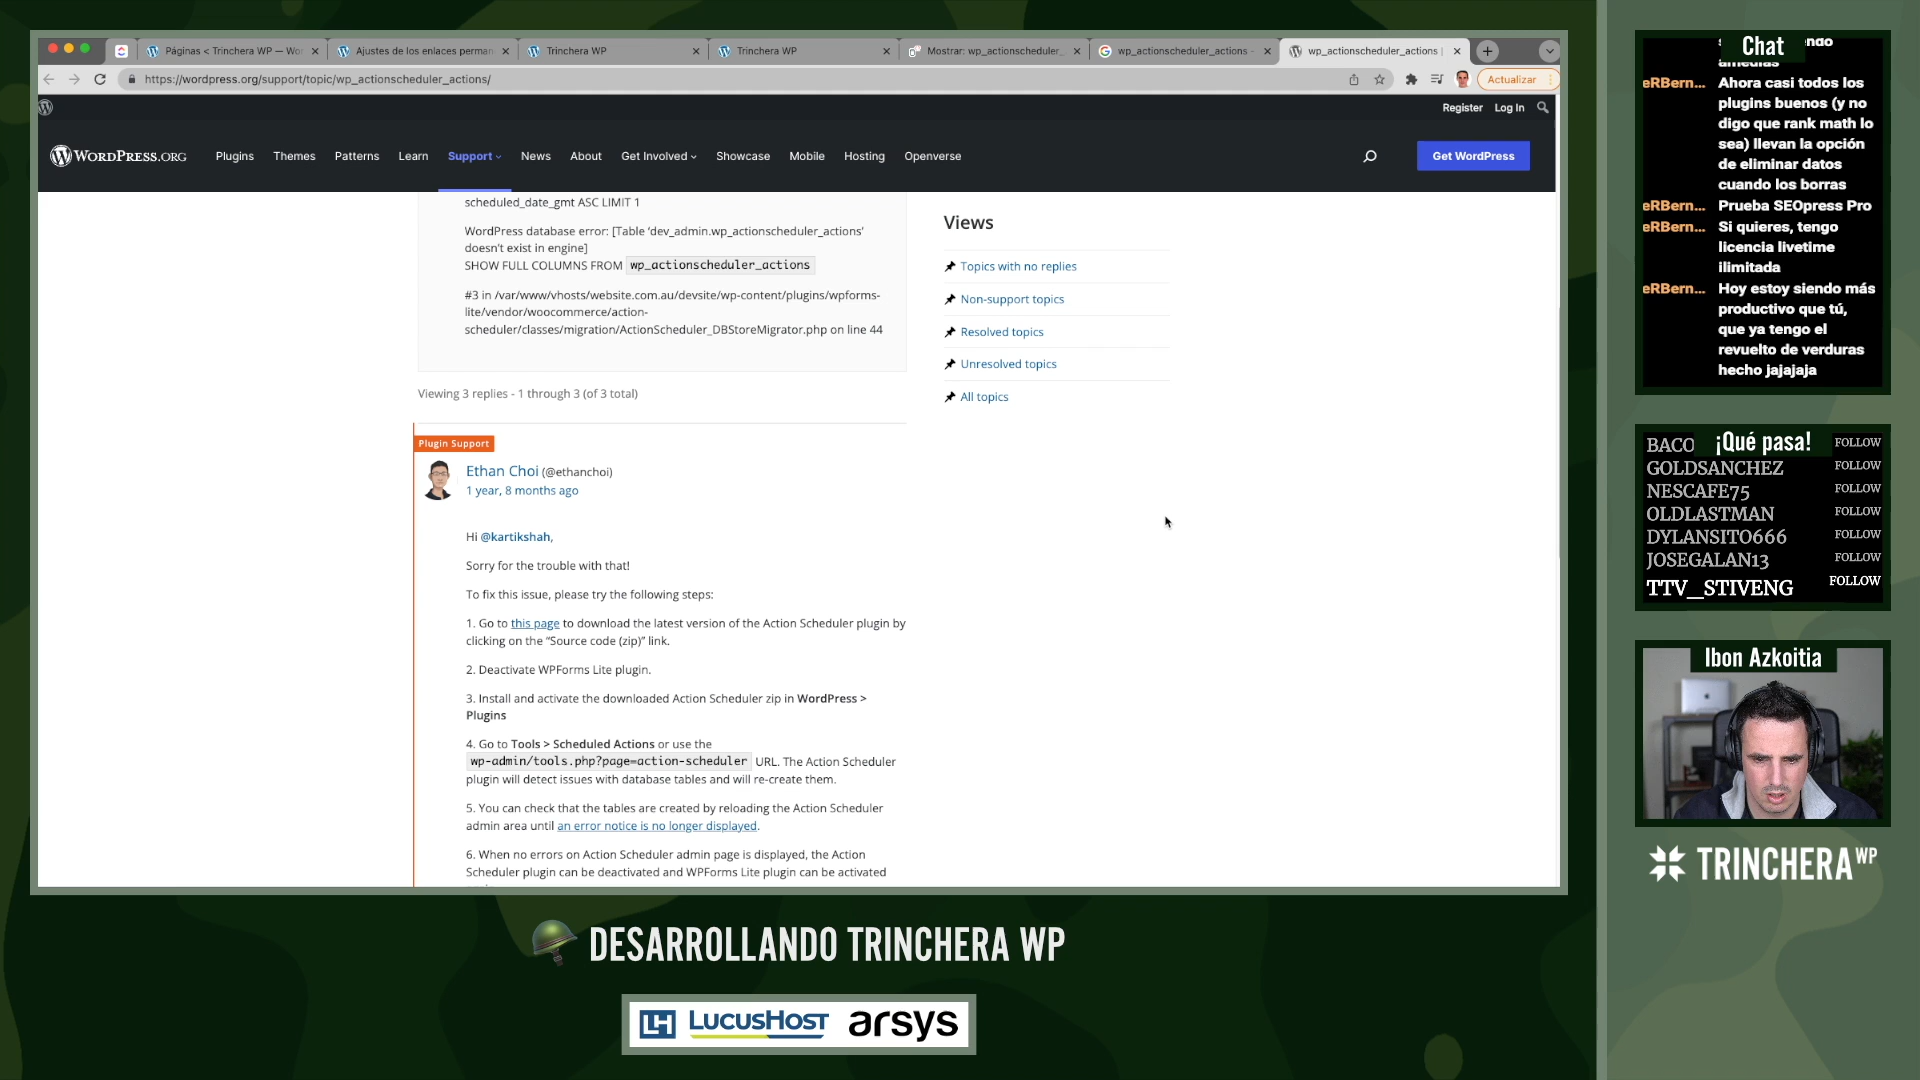 Páginas < Trinchera WP — Wor
Ajustes de los enlaces perman
Trinchera WP
Trinchera WP
Mostrar: wp_actionscheduler_
wp_actionscheduler_actions -
wp_actionscheduler_actions |
https://wordpress.org/support/topic/wp_actionscheduler_actions/
Actualizar
Register Log In
WORDPRESS.ORG
Plugins Themes Patterns Learn Support News About Get Involved Showcase Mobile Hosting Openverse
Get WordPress
scheduled_date_gmt ASC LIMIT 1
WordPress database error: [Table ‘dev_admin.wp_actionscheduler_actions’
doesn’t exist in engine]
SHOW FULL COLUMNS FROM wp_actionscheduler_actions
#3 in /var/www/vhosts/website.com.au/devsite/wp-content/plugins/wpforms-
lite/vendor/woocommerce/action-
scheduler/classes/migration/ActionScheduler_DBStoreMigrator.php on line 44
Viewing 3 replies - 1 through 3 (of 3 total)
Plugin Support
Ethan Choi (@ethanchoi)
1 year, 8 months ago
Hi @kartikshah,
Sorry for the trouble with that!
To fix this issue, please try the following steps:
1. Go to this page to download the latest version of the Action Scheduler plugin by
clicking on the “Source code (zip)” link.
2. Deactivate WPForms Lite plugin.
3. Install and activate the downloaded Action Scheduler zip in WordPress >
Plugins
4. Go to Tools > Scheduled Actions or use the
wp-admin/tools.php?page=action-scheduler URL. The Action Scheduler
plugin will detect issues with database tables and will re-create them.
5. You can check that the tables are created by reloading the Action Scheduler
admin area until an error notice is no longer displayed.
6. When no errors on Action Scheduler admin page is displayed, the Action
Scheduler plugin can be deactivated and WPForms Lite plugin can be activated
Views
Topics with no replies
Non-support topics
Resolved topics
Unresolved topics
All topics
Chat
eRBern... Ahora casi todos los
plugins buenos (y no
digo que rank math lo
sea) llevan la opción
de eliminar datos
cuando los borras
eRBern... Prueba SEOpress Pro
eRBern... Si quieres, tengo
licencia livetime
ilimitada
eRBern... Hoy estoy siendo más
productivo que tú,
que ya tengo el
revuelto de verduras
hecho jajajaja
¡Qué pasa!
BACO FOLLOW
GOLDSANCHEZ FOLLOW
NESCAFE75 FOLLOW
OLDLASTMAN FOLLOW
DYLANSITO666 FOLLOW
JOSEGALAN13 FOLLOW
TTV_STIVENG FOLLOW
Ibon Azkoitia
TRINCHERA WP
DESARROLLANDO TRINCHERA WP
LH LUCUSHOST arsys